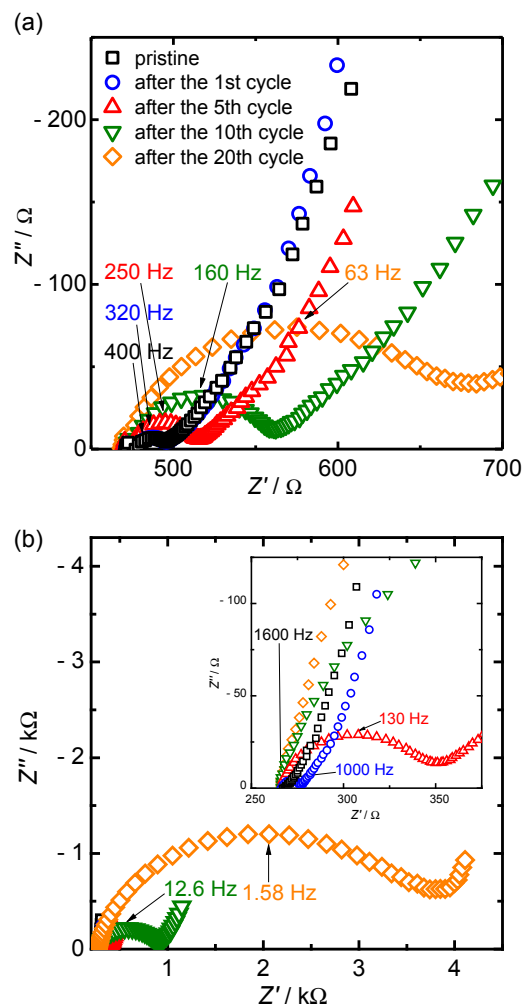 (a)
pristine
after the 1st cycle
after the 5th cycle
after the 10th cycle
after the 20th cycle
- 200
- 100
0
Z″ / Ω
250 Hz
160 Hz
63 Hz
320 Hz
400 Hz
500
600
700
Z′ / Ω
(b)
- 4
- 3
- 2
- 1
0
Z″ / kΩ
- 100
- 50
0
Z″ / Ω
1600 Hz
130 Hz
1000 Hz
250
300
350
Z′ / Ω
12.6 Hz
1.58 Hz
1
2
3
4
Z′ / kΩ